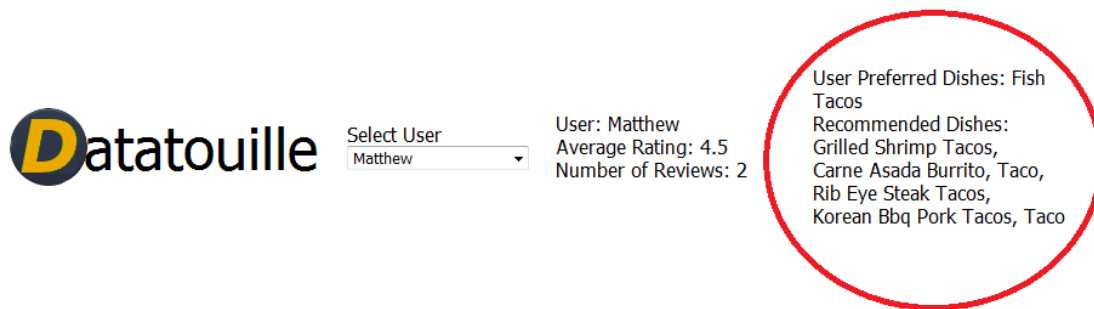 Datatouille
Select User
Matthew
User: Matthew
Average Rating: 4.5
Number of Reviews: 2
User Preferred Dishes: Fish
Tacos
Recommended Dishes:
Grilled Shrimp Tacos,
Carne Asada Burrito, Taco,
Rib Eye Steak Tacos,
Korean Bbq Pork Tacos, Taco